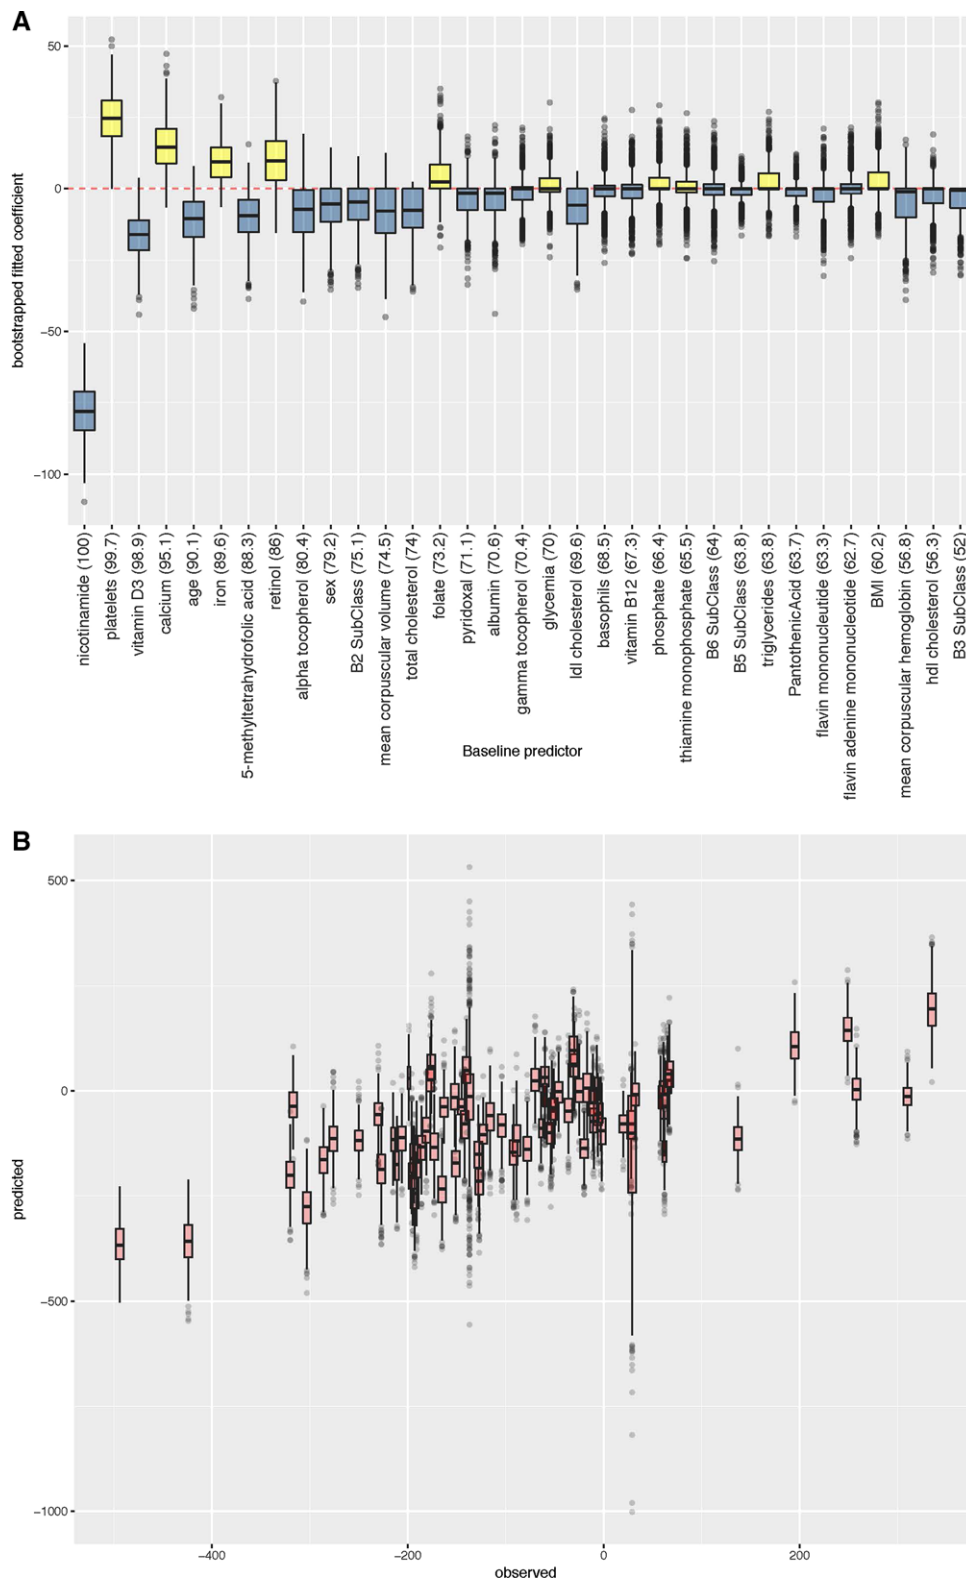 A
bootstrapped fitted coefficient
50
0
−50
−100
nicotinamide (100)
platelets (99.7)
vitamin D3 (98.9)
calcium (95.1)
age (90.1)
iron (89.6)
5-methyltetrahydrofolic acid (88.3)
retinol (86)
alpha tocopherol (80.4)
sex (79.2)
B2 SubClass (75.1)
mean corpuscular volume (74.5)
total cholesterol (74)
folate (73.2)
pyridoxal (71.1)
albumin (70.6)
gamma tocopherol (70.4)
glycemia (70)
ldl cholesterol (69.6)
basophils (68.5)
vitamin B12 (67.3)
phosphate (66.4)
thiamine monophosphate (65.5)
B6 SubClass (64)
B5 SubClass (63.8)
triglycerides (63.8)
PantothenicAcid (63.7)
flavin mononucleutide (63.3)
flavin adenine mononucleotide (62.7)
BMI (60.2)
mean corpuscular hemoglobin (56.8)
hdl cholesterol (56.3)
B3 SubClass (52)
Baseline predictor
B
predicted
500
0
−500
−1000
−400
−200
0
200
observed